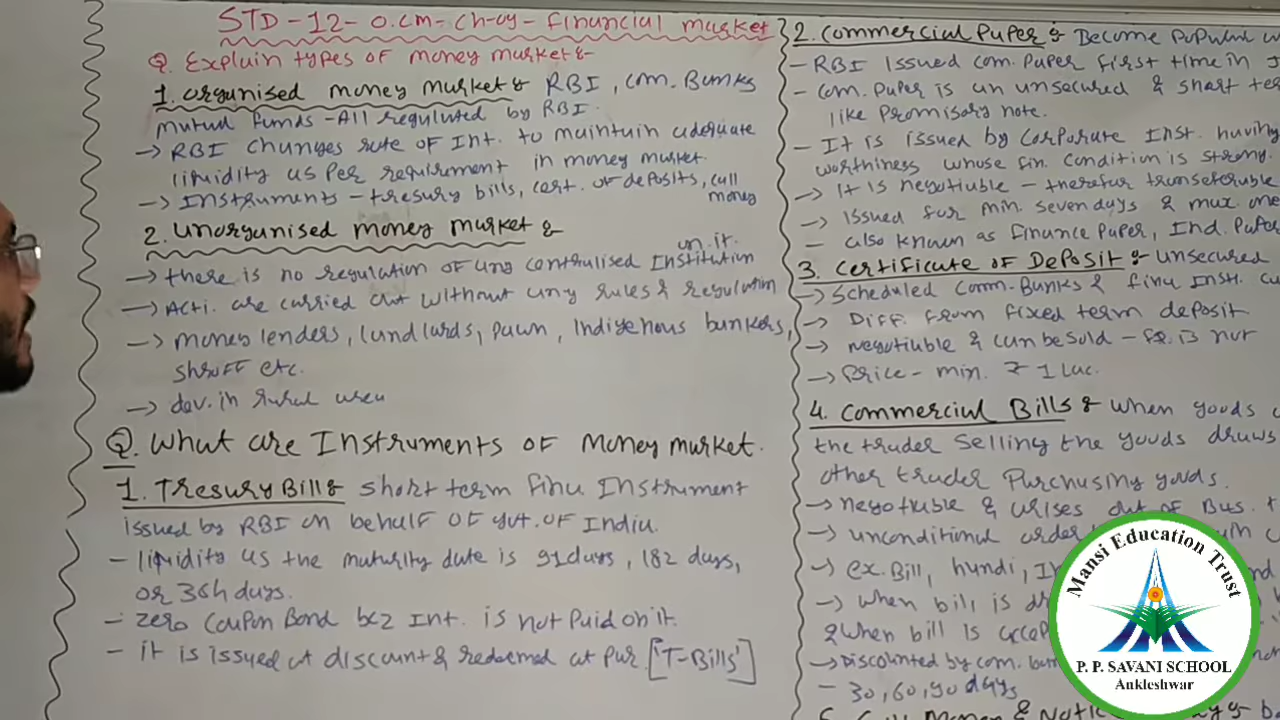 STD-12-O.Cm-Ch-09-Financial market
Q. Explain types of money market:-
1. Organised money market: RBI, com. Banks
mutual funds - All regulated by RBI.
→ RBI changes rate of Int. to maintain adequate
liquidity as per requirement in money market.
→ Instruments - tresury bills, cert. of deposits, call
money
2. Unorganised money market:-
on it.
→ there is no regulation of any centralised Institution
→ Acti. are carried out without any rules & regulation
→ money lenders, landlards, pawn, Indigenous bankers,
shroff etc.
→ dev. in rural area
Q. What are Instruments of money market.
1. Tresury Bill: short term fina Instrument
issued by RBI on behalf of govt. of India.
- liquidity as the maturity date is 91 days, 182 days,
or 364 days.
- zero coupon Bond bcz Int. is not paid on it.
- it is issued at discount & redeemed at par ['T-Bills']
2. Commercial Paper: Become popular
- RBI issued com. paper first time in
- com. paper is an unsecured & short
like promisory note.
- It is issued by corporate Inst. having
worthiness whose fin. condition is strong.
→ It is negotiable - therefor transferable
→ issued for min. seven days & max. one
- also known as finance paper, Ind. Paper
3. Certificate of Deposit: unsecured
→ Scheduled comm. Banks & fina Inst.
→ Diff. from fixed term deposit
→ negotiable & can be sold - FD is not
→ Price - min. ₹ 1 Lac.
4. Commercial Bills: when goods
the trader selling the goods draws
other trader purchasing goods.
→ negotiable & arises out of Bus.
→ unconditional order
→ ex. Bill, hundi,
→ when bill is
& when bill is
→ Discounted by com.
- 30, 60, 90 days
Mansi Education Trust
P. P. SAVANI SCHOOL
Ankleshwar